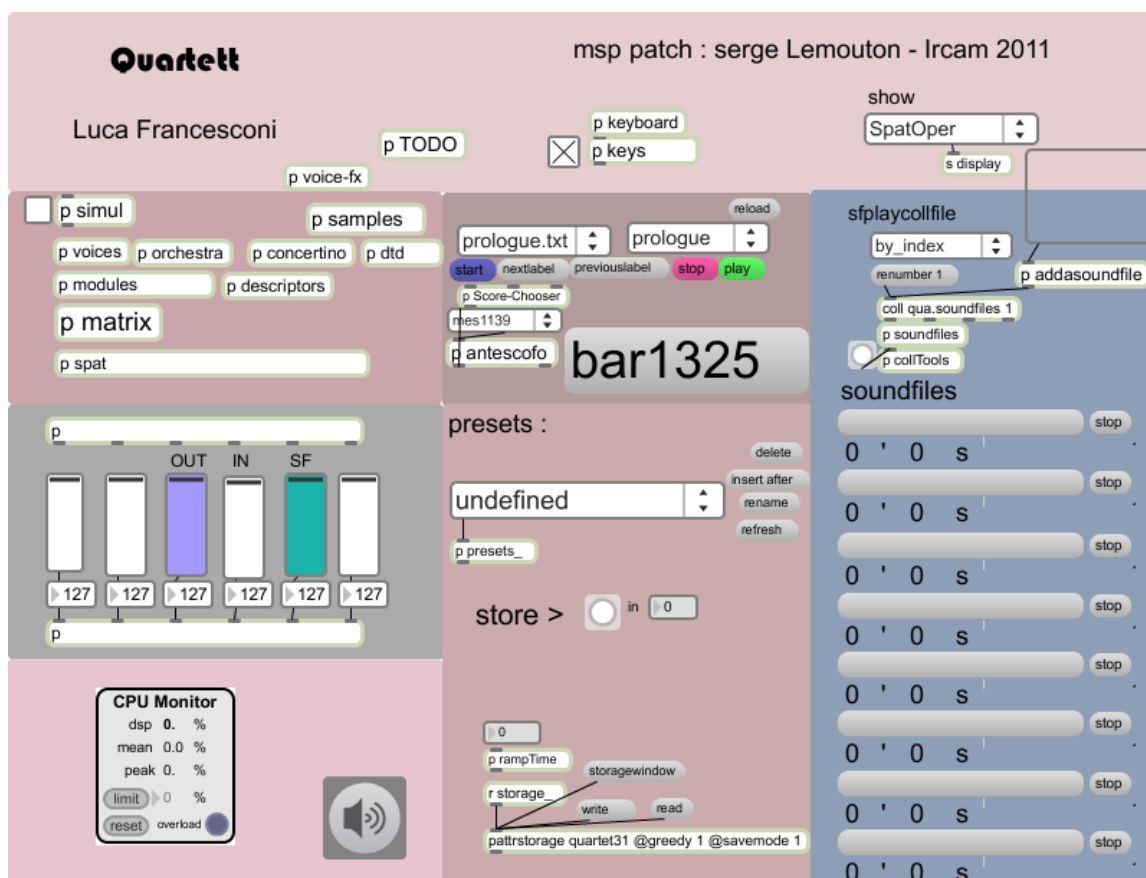 Quartett
msp patch : serge Lemouton - Ircam 2011
Luca Francesconi
p TODO
p voice-fx
p keyboard
p keys
show
SpatOper
s display
p simul
p samples
p voices
p orchestra
p concertino
p dtd
p modules
p descriptors
p matrix
p spat
reload
prologue.txt
prologue
start
nextlabel
previouslabel
stop
play
p Score-Chooser
mes1139
p antescofo
bar1325
sfplaycollfile
by_index
renumber 1
p addasoundfile
coll qua.soundfiles 1
p soundfiles
p collTools
soundfiles
stop
0 ' 0 s
stop
0 ' 0 s
stop
0 ' 0 s
stop
0 ' 0 s
stop
0 ' 0 s
stop
0 ' 0 s
stop
0 ' 0 s
stop
0 ' 0 s
p
OUT IN SF
127 127 127 127 127 127
p
presets :
delete
insert after
undefined
rename
refresh
p presets_
store >
in
0
CPU Monitor
dsp 0. %
mean 0.0 %
peak 0. %
limit 0 %
reset overload
0
p rampTime
storagewindow
r storage_
write
read
pattrstorage quartet31 @greedy 1 @savemode 1